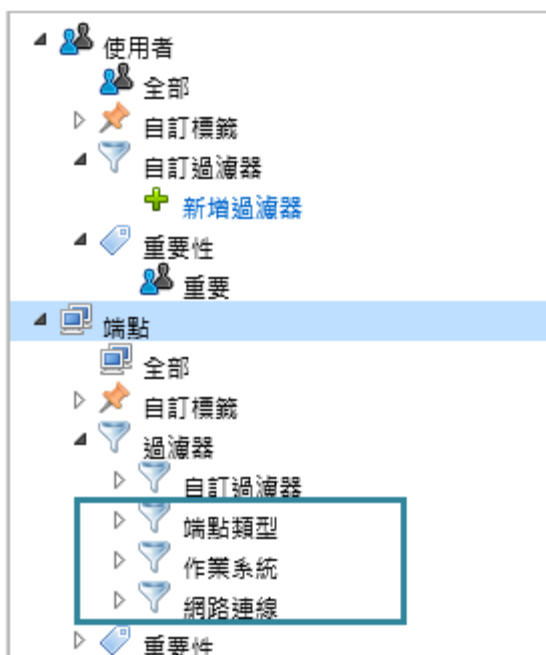 使用者
全部
自訂標籤
自訂過濾器
新增過濾器
重要性
重要
端點
全部
自訂標籤
過濾器
自訂過濾器
端點類型
作業系統
網路連線
重要性